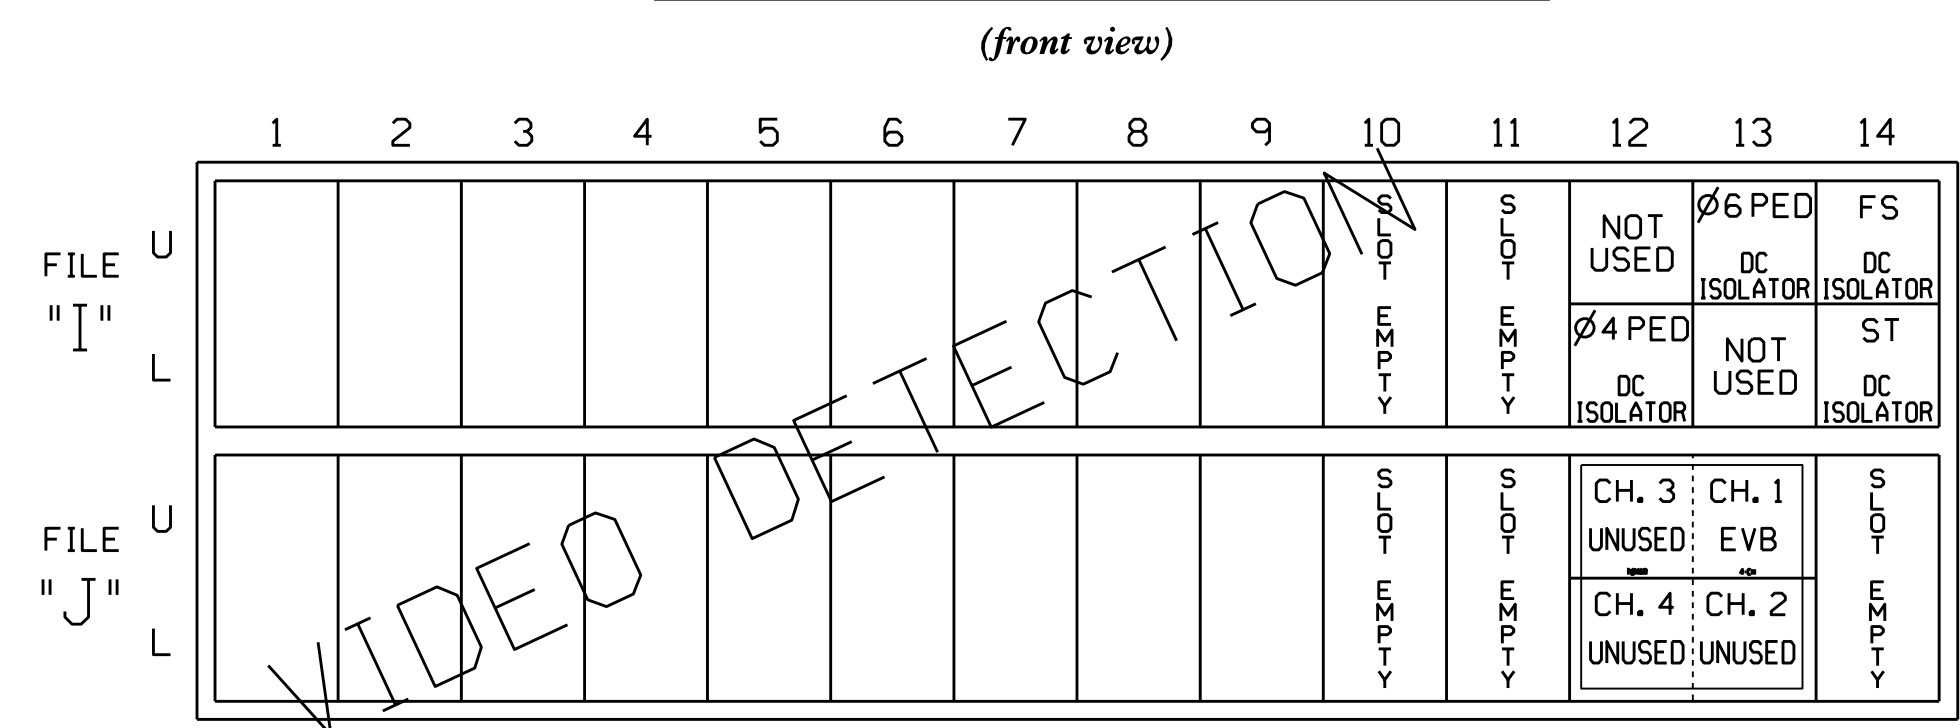 (front view)
1 2 3 4 5 6 7 8 9 10 11 12 13 14
FILE "I"
U
L
VIDEO DETECTION
SLOT EMPTY
SLOT EMPTY
NOT USED
Ø4 PED
DC ISOLATOR
Ø6 PED
DC ISOLATOR
NOT USED
FS
DC ISOLATOR
ST
DC ISOLATOR
FILE "J"
U
L
SLOT EMPTY
SLOT EMPTY
CH. 3
UNUSED
CH. 4
UNUSED
CH. 1
EVB
CH. 2
UNUSED
SLOT EMPTY